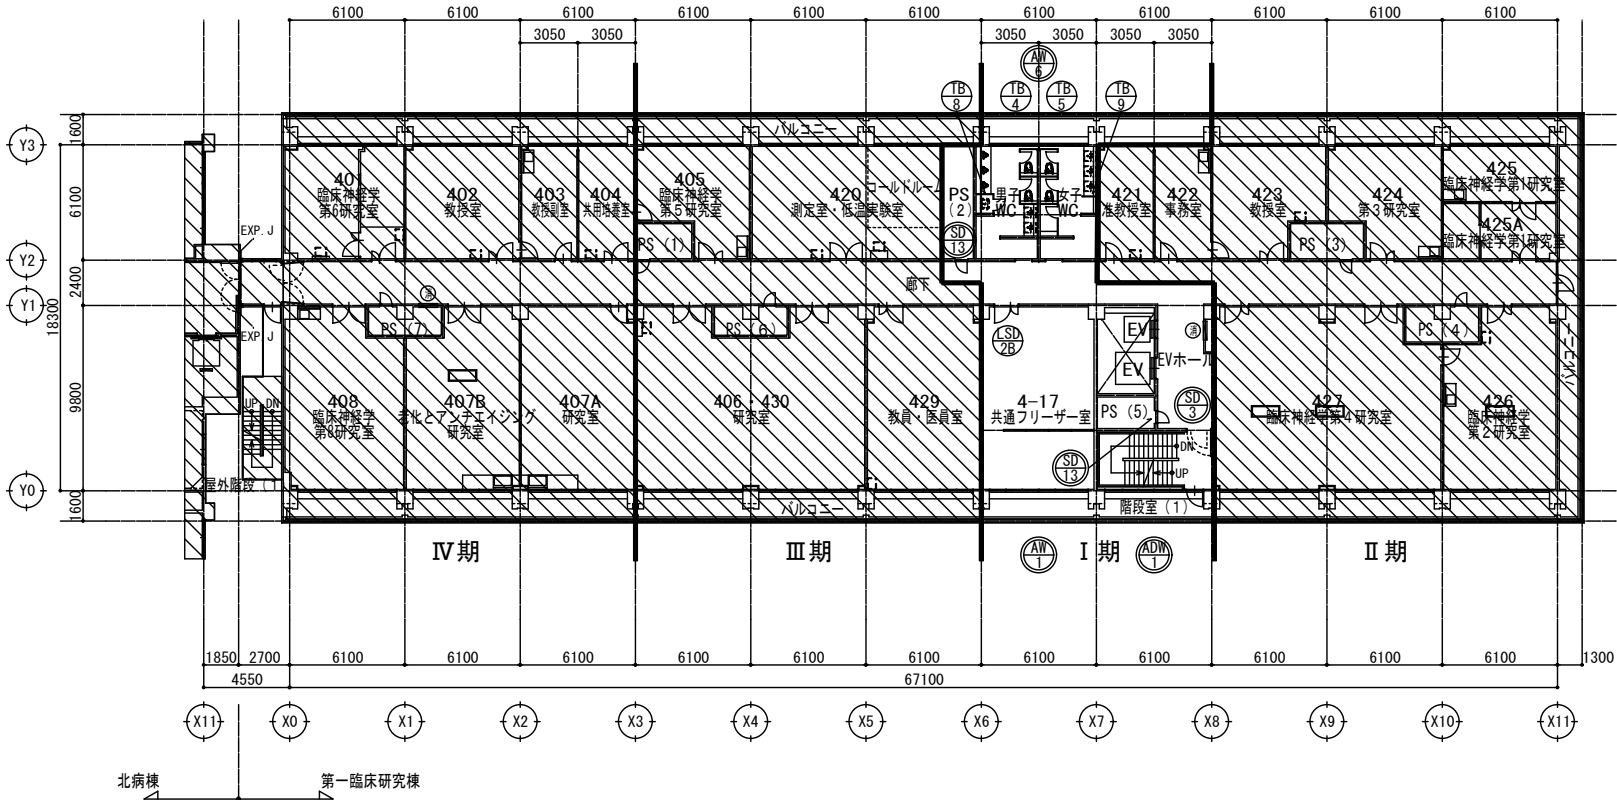 6100 6100 6100 6100 6100 6100 6100 6100 6100 6100 6100
3050 3050 3050 3050 3050 3050
AW
6
TB
8
TB
4
TB
5
TB
9
1600
バルコニー
Y3
401
臨床神経学
第6研究室
402
教授室
403
教授副室
404
共用培養室
405
臨床神経学
第5研究室
420
測定室・低温実験室
コールドルーム
PS
(2)
男子
WC
女子
WC
421
准教授室
422
事務室
423
教授室
424
第3研究室
425
臨床神経学第1研究室
425A
臨床神経学第1研究室
6100
EXP.J
PS (1)
SD
13
PS (3)
Y2
2400
廊下
Y1
18300
消
EXP.J
PS (7)
PS (6)
LSD
2B
EV
EV
消
EVホール
PS (4)
バルコニー
9800
UP DN
408
臨床神経学
第8研究室
407B
老化とアンチエイジング
研究室
407A
研究室
406・430
研究室
429
教員・医員室
4-17
共通フリーザー室
PS (5)
SD
3
427
臨床神経学第4研究室
426
臨床神経学
第2研究室
SD
13
DN
UP
Y0
屋外階段
1600
バルコニー
階段室(1)
Ⅳ期
Ⅲ期
AW
1
Ⅰ期
ADW
1
Ⅱ期
1850 2700 6100 6100 6100 6100 6100 6100 6100 6100 6100 6100 6100 1300
4550 67100
X11 X0 X1 X2 X3 X4 X5 X6 X7 X8 X9 X10 X11
北病棟 第一臨床研究棟